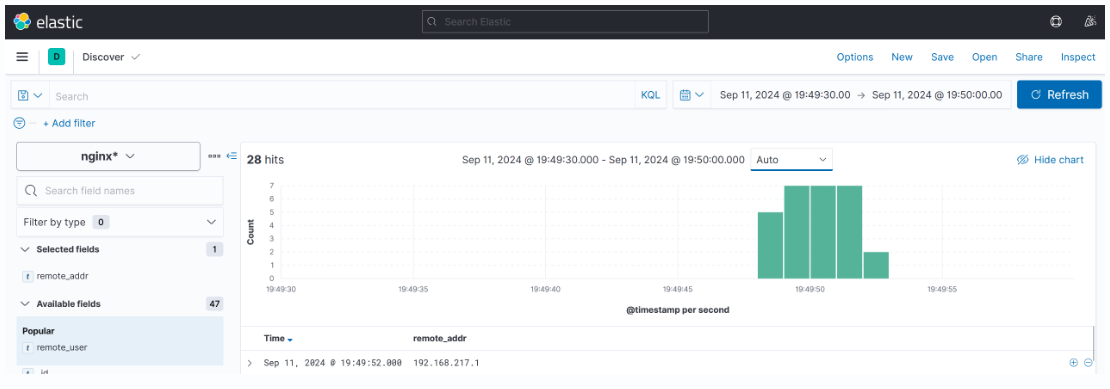 elastic
Search Elastic
D Discover
Options New Save Open Share Inspect
Search KQL Sep 11, 2024 @ 19:49:30.00 → Sep 11, 2024 @ 19:50:00.00 Refresh
+ Add filter
nginx*
28 hits Sep 11, 2024 @ 19:49:30.000 - Sep 11, 2024 @ 19:50:00.000 Auto Hide chart
Search field names
Filter by type 0
Selected fields 1
t remote_addr
Available fields 47
Popular
t remote_user
t _id
Count
7
6
5
4
3
2
1
0
19:49:30 19:49:35 19:49:40 19:49:45 19:49:50 19:49:55
@timestamp per second
Time remote_addr
> Sep 11, 2024 @ 19:49:52.000 192.168.217.1